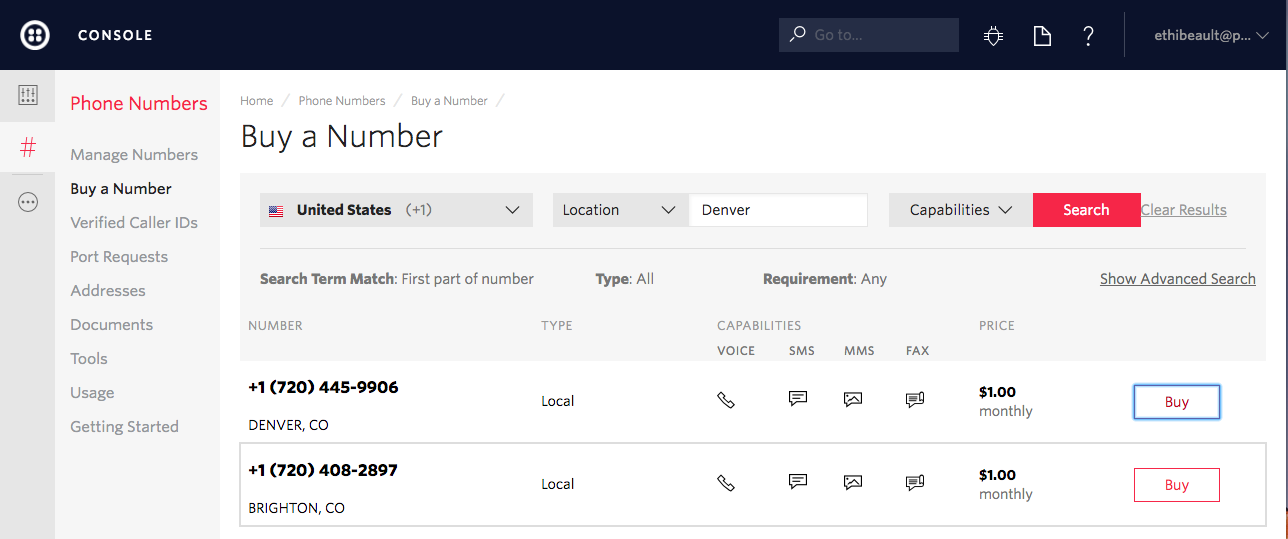 CONSOLE
Go to...
ethibeault@p...
Phone Numbers
Manage Numbers
Buy a Number
Verified Caller IDs
Port Requests
Addresses
Documents
Tools
Usage
Getting Started
Home / Phone Numbers / Buy a Number /
Buy a Number
United States (+1)
Location
Denver
Capabilities
Search
Clear Results
Search Term Match: First part of number
Type: All
Requirement: Any
Show Advanced Search
NUMBER TYPE CAPABILITIES PRICE
VOICE SMS MMS FAX
+1 (720) 445-9906
DENVER, CO
Local
$1.00
monthly
Buy
+1 (720) 408-2897
BRIGHTON, CO
Local
$1.00
monthly
Buy